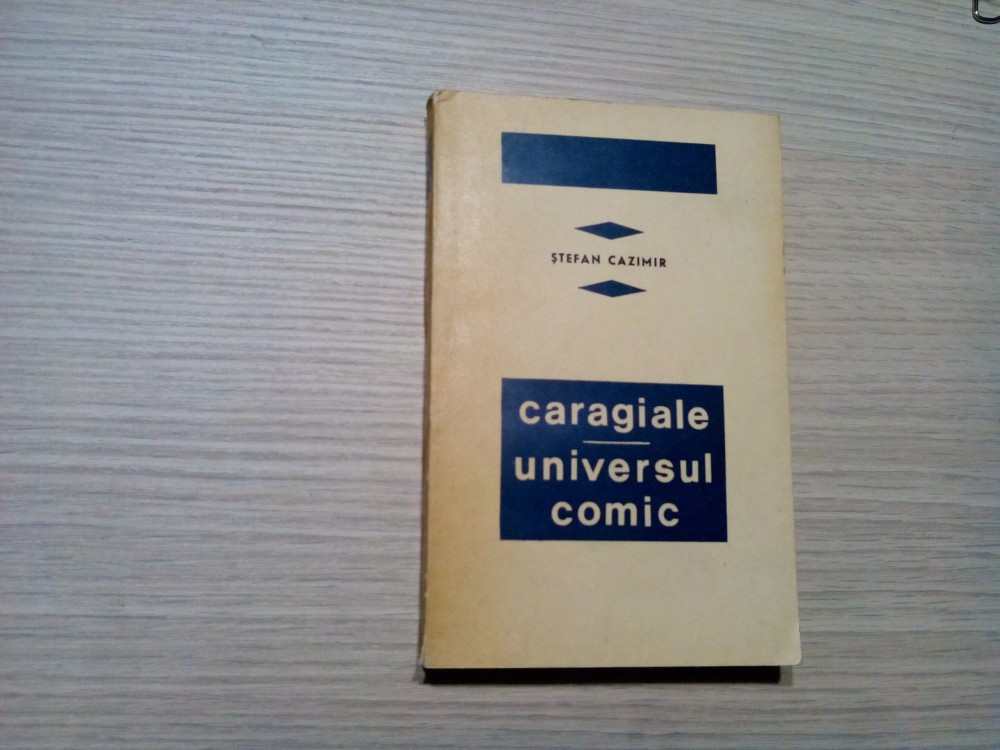 ŞTEFAN CAZIMIR
caragiale
universul
comic